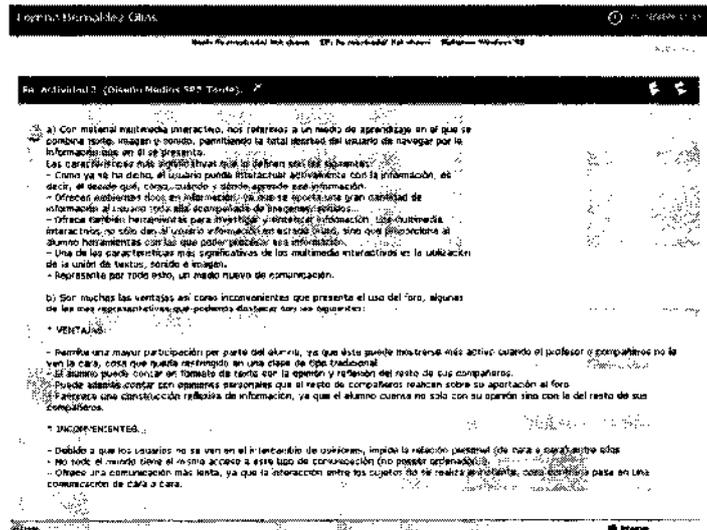 Lorena Bernaldez Olias
Re: Actividad 2 (Diseño Medios SP2 Tarde).
a) Con material multimedia interactivo, nos referimos a un medio de aprendizaje en el que se
combina texto, imagen y sonido, permitiendo la total libertad del usuario de navegar por la
información que en él se presenta.
Las características más significativas que lo definen son las siguientes:
- Como ya se ha dicho, el usuario puede interactuar activamente con la información, es
decir, él decide qué, cómo, cuándo y dónde aprende esa información.
- Ofrecen ambientes ricos en información, ya que se aporta una gran cantidad de
información al usuario toda ella acompañada de imágenes, sonidos...
- Ofrece también herramientas para investigar y sintetizar información. Los multimedia
interactivos no sólo dan al usuario información en estado puro, sino que proporciona al
alumno herramientas con las que poder procesar esa información.
- Una de las características más significativas de los multimedia interactivos es la utilización
de la unión de textos, sonido e imagen.
- Representa por todo esto, un medio nuevo de comunicación.
b) Son muchas las ventajas así como inconvenientes que presenta el uso del foro, algunas
de las más representativas que podemos destacar son las siguientes:
* VENTAJAS:
- Permite una mayor participación por parte del alumno, ya que éste puede mostrarse más activo cuando el profesor o compañeros no le
ven la cara, cosa que queda restringido en una clase de tipo tradicional.
- El alumno puede contar en formato de texto con la opinión y reflexión del resto de sus compañeros.
- Puede además contar con opiniones personales que el resto de compañeros realicen sobre su aportación al foro
- Favorece una construcción reflexiva de información, ya que el alumno cuenta no solo con su opinión sino con la del resto de sus
compañeros.
* INCONVENIENTES:
- Debido a que los usuarios no se ven en el intercambio de opiniones, impide la relación personal (de cara a cara) entre ellos
- No todo el mundo tiene el mismo acceso a este tipo de comunicación (no poseer ordenador).
- Ofrece una comunicación más lenta, ya que la interacción entre los sujetos no se realiza al instante, cosa contraria pasa en una
comunicación de cara a cara.